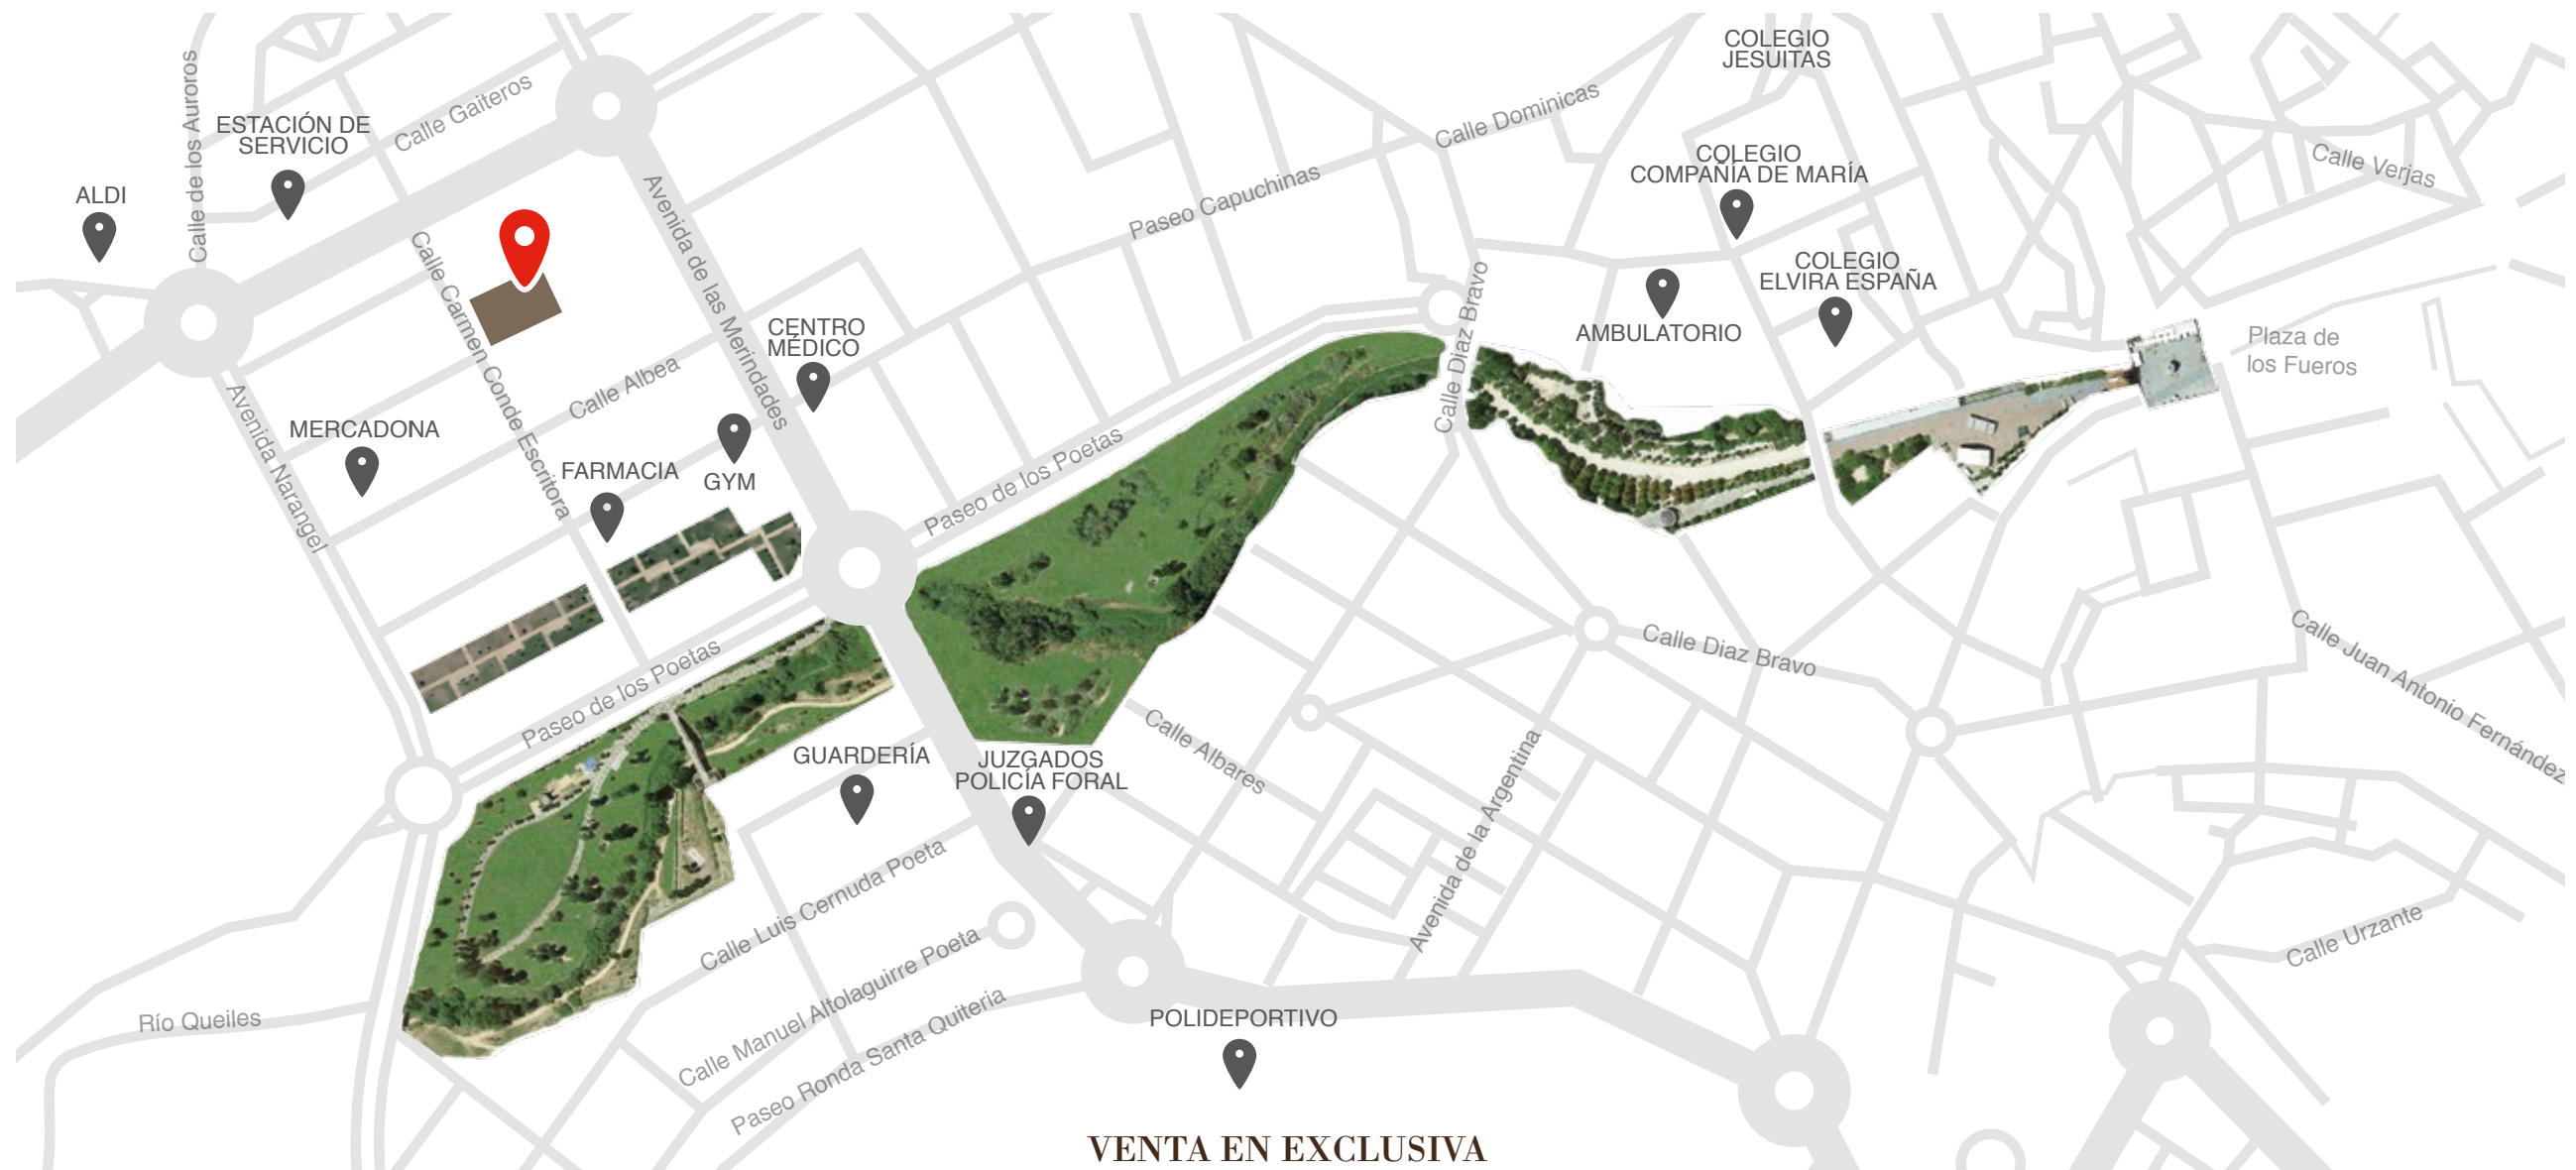 COLEGIO
JESUITAS
Calle de los Auroros
ESTACIÓN DE
SERVICIO
Calle Gaiteros
Calle Dominicas
ALDI
COLEGIO
COMPAÑÍA DE MARÍA
Calle Verjas
Paseo Capuchinas
Avenida de las Merindades
Calle Carmen Conde Escritora
COLEGIO
ELVIRA ESPAÑA
Calle Diaz Bravo
AMBULATORIO
CENTRO
MÉDICO
Plaza de
los Fueros
Calle Albea
Avenida Narangel
MERCADONA
FARMACIA
GYM
Paseo de los Poetas
Calle Diaz Bravo
Calle Juan Antonio Fernández
Paseo de los Poetas
Calle Albares
GUARDERÍA
JUZGADOS
POLICÍA FORAL
Avenida de la Argentina
Calle Luis Cernuda Poeta
Calle Urzante
Calle Manuel Altolaguirre Poeta
Río Queiles
Paseo Ronda Santa Quiteria
POLIDEPORTIVO
VENTA EN EXCLUSIVA